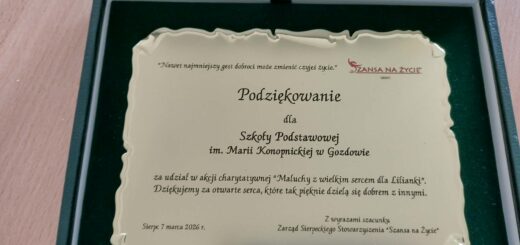 "Nawet najmniejszy gest dobroci może zmienić czyjeś życie."
SZANSA NA ŻYCIE
Podziękowanie
dla
Szkoły Podstawowej
im. Marii Konopnickiej w Gozdowie
za udział w akcji charytatywnej "Maluchy z wielkim sercem dla Lilianki".
Dziękujemy za otwarte serca, które tak pięknie dzielą się dobrem z innymi.
Sierpc 7 marca 2026 r.
Z wyrazami szacunku
Zarząd Sierpeckiego Stowarzyszenia "Szansa na Życie"